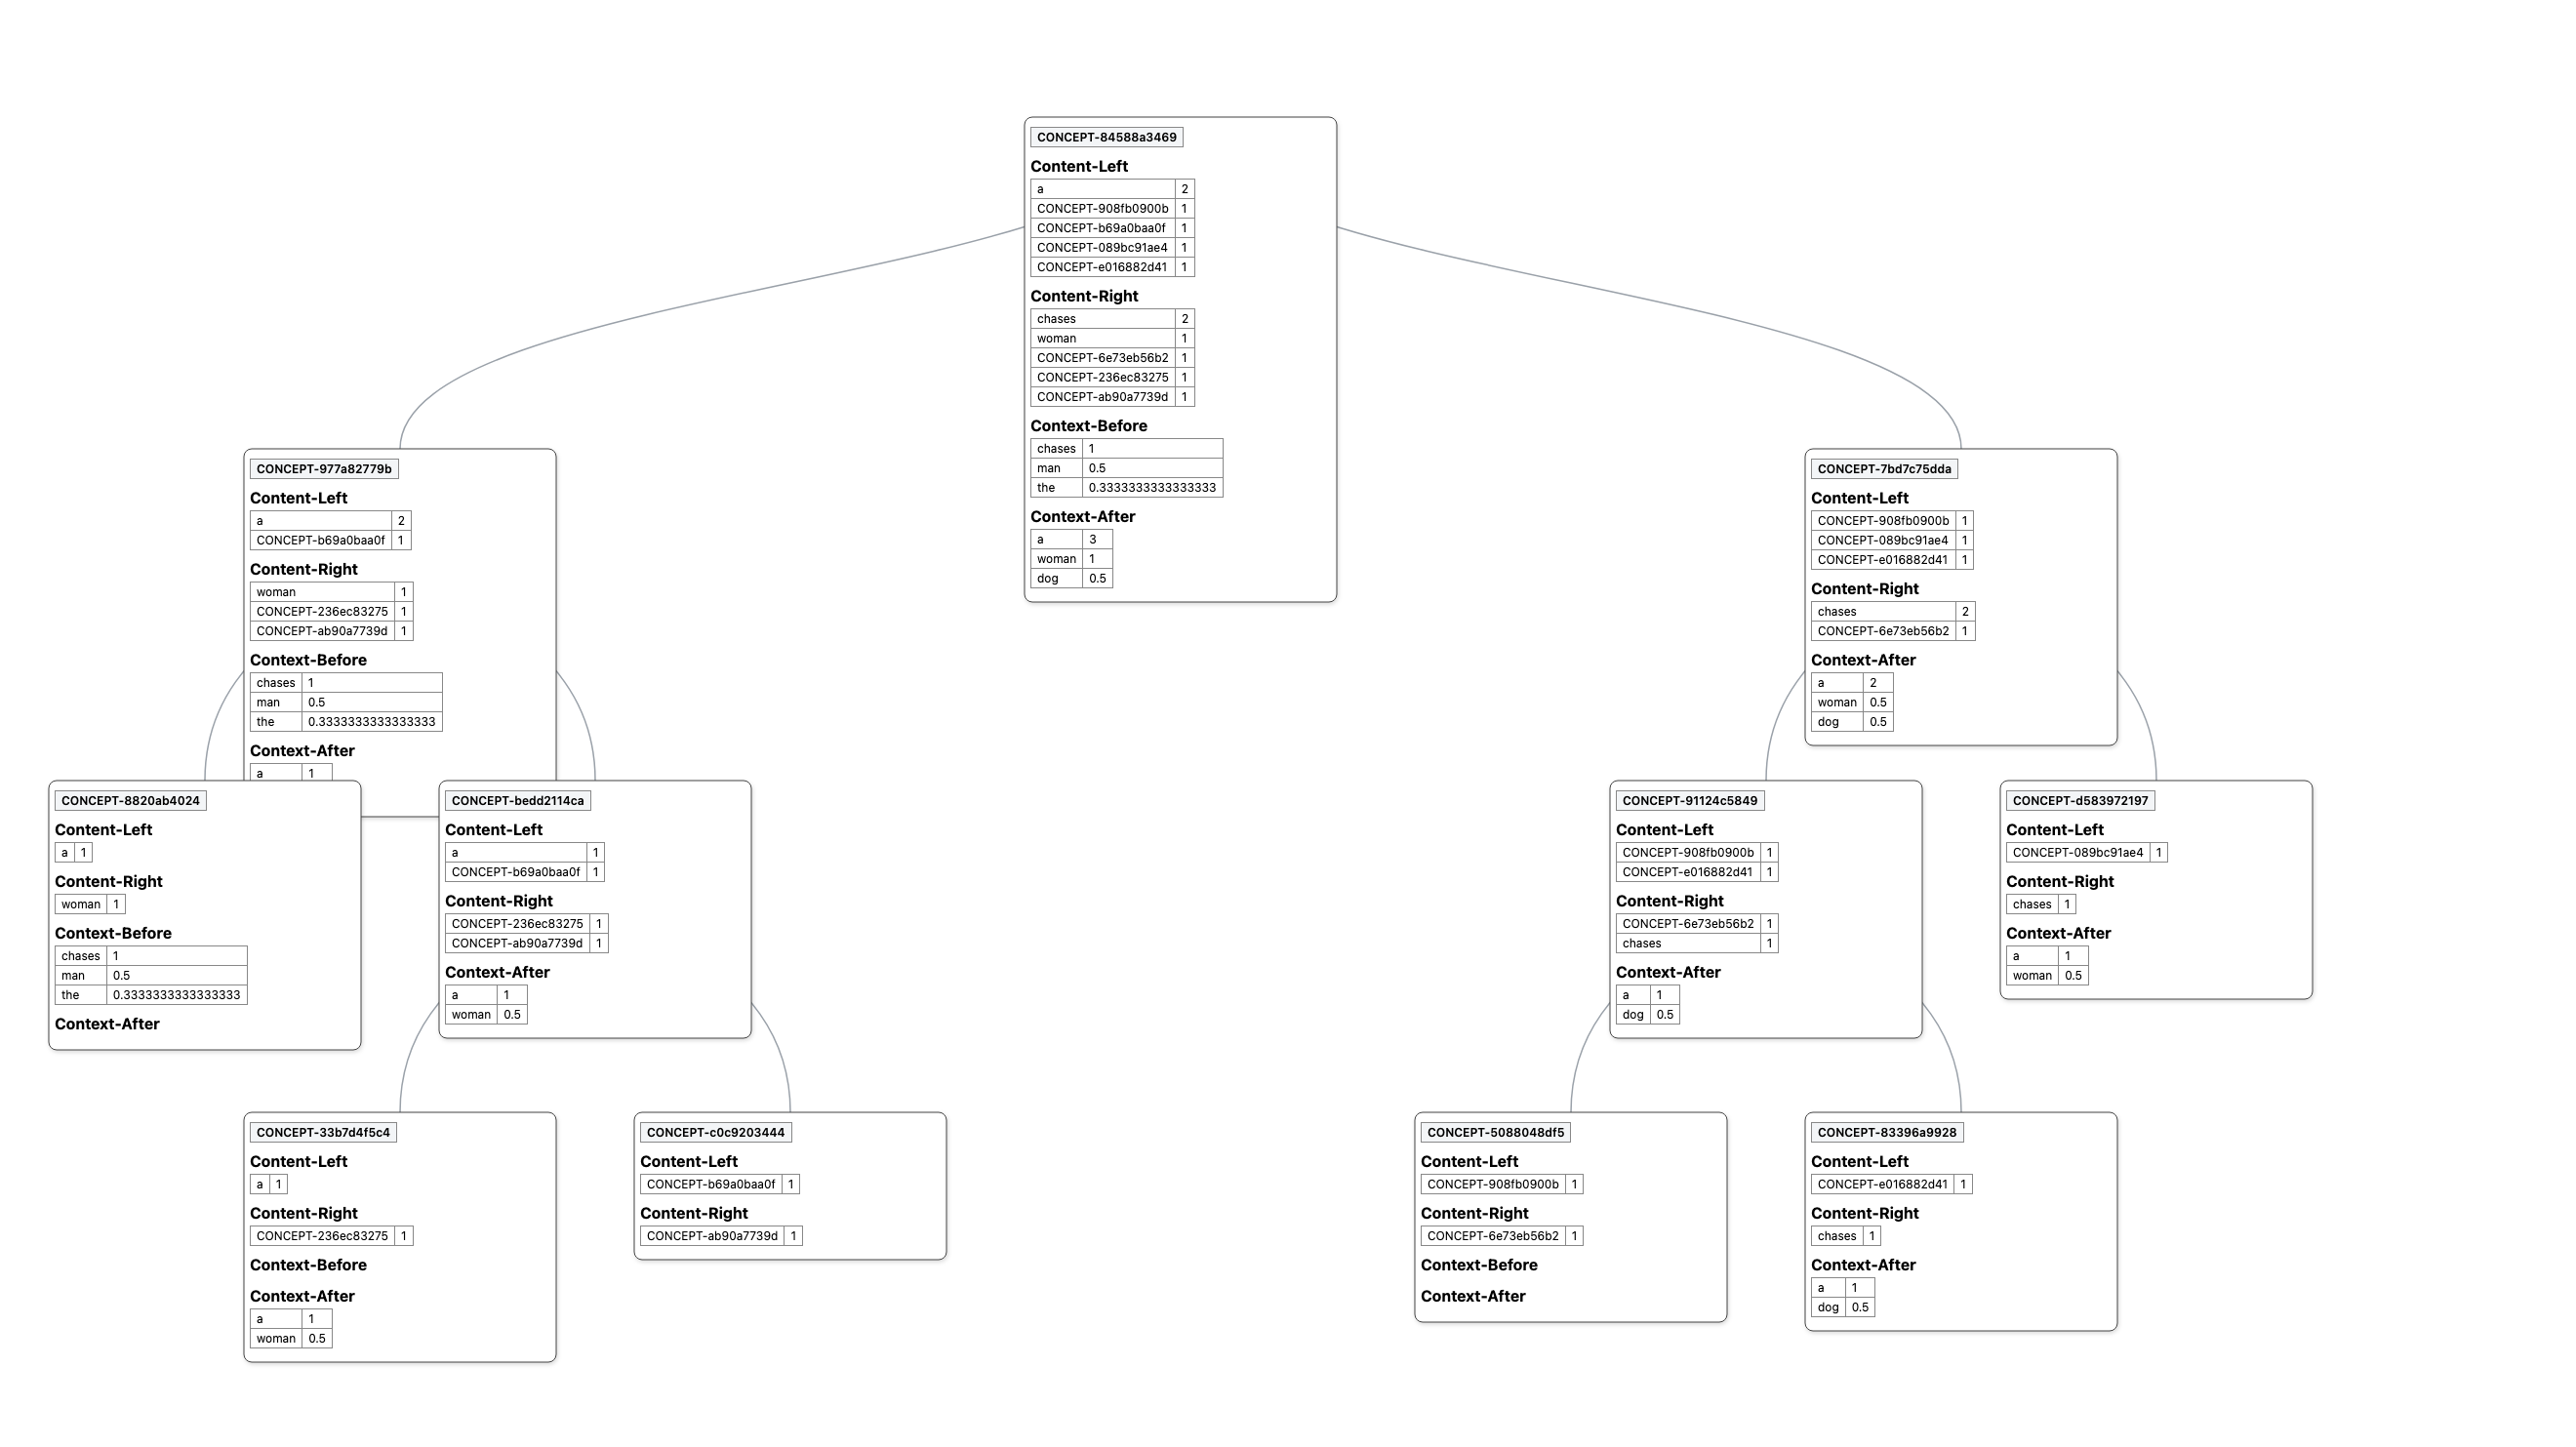 CONCEPT-84588a3469
Content-Left
a 2
CONCEPT-908fb0900b 1
CONCEPT-b69a0baa0f 1
CONCEPT-089bc91ae4 1
CONCEPT-e016882d41 1
Content-Right
chases 2
woman 1
CONCEPT-6e73eb56b2 1
CONCEPT-236ec83275 1
CONCEPT-ab90a7739d 1
Context-Before
chases 1
man 0.5
the 0.3333333333333333
Context-After
a 3
woman 1
dog 0.5
CONCEPT-977a82779b
Content-Left
a 2
CONCEPT-b69a0baa0f 1
Content-Right
woman 1
CONCEPT-236ec83275 1
CONCEPT-ab90a7739d 1
Context-Before
chases 1
man 0.5
the 0.3333333333333333
Context-After
a 1
CONCEPT-7bd7c75dda
Content-Left
CONCEPT-908fb0900b 1
CONCEPT-089bc91ae4 1
CONCEPT-e016882d41 1
Content-Right
chases 2
CONCEPT-6e73eb56b2 1
Context-After
a 2
woman 0.5
dog 0.5
CONCEPT-8820ab4024
Content-Left
a 1
Content-Right
woman 1
Context-Before
chases 1
man 0.5
the 0.3333333333333333
Context-After
CONCEPT-bedd2114ca
Content-Left
a 1
CONCEPT-b69a0baa0f 1
Content-Right
CONCEPT-236ec83275 1
CONCEPT-ab90a7739d 1
Context-After
a 1
woman 0.5
CONCEPT-91124c5849
Content-Left
CONCEPT-908fb0900b 1
CONCEPT-e016882d41 1
Content-Right
CONCEPT-6e73eb56b2 1
chases 1
Context-After
a 1
dog 0.5
CONCEPT-d583972197
Content-Left
CONCEPT-089bc91ae4 1
Content-Right
chases 1
Context-After
a 1
woman 0.5
CONCEPT-33b7d4f5c4
Content-Left
a 1
Content-Right
CONCEPT-236ec83275 1
Context-Before
Context-After
a 1
woman 0.5
CONCEPT-c0c9203444
Content-Left
CONCEPT-b69a0baa0f 1
Content-Right
CONCEPT-ab90a7739d 1
CONCEPT-5088048df5
Content-Left
CONCEPT-908fb0900b 1
Content-Right
CONCEPT-6e73eb56b2 1
Context-Before
Context-After
CONCEPT-83396a9928
Content-Left
CONCEPT-e016882d41 1
Content-Right
chases 1
Context-After
a 1
dog 0.5